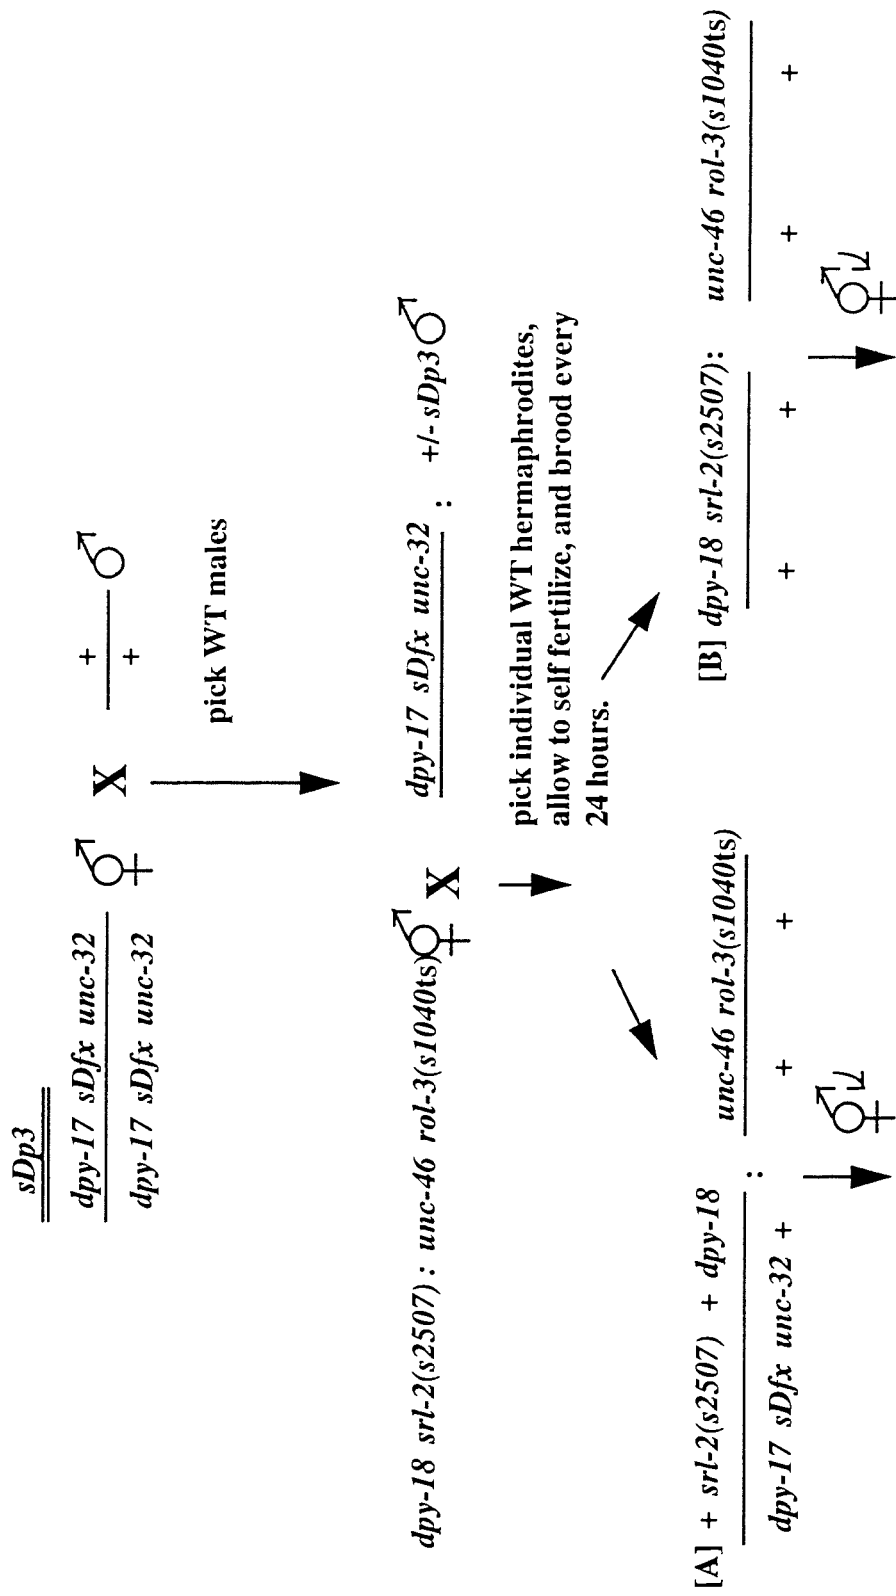 sDp3
dpy-17 sDfx unc-32
dpy-17 sDfx unc-32
X
+
+
pick WT males
dpy-18 srl-2(s2507) : unc-46 rol-3(s1040ts)
X
dpy-17 sDfx unc-32 : +/- sDp3
pick individual WT hermaphrodites,
allow to self fertilize, and brood every
24 hours.
[A] + srl-2(s2507) + dpy-18 : unc-46 rol-3(s1040ts)
dpy-17 sDfx unc-32 + + +
[B] dpy-18 srl-2(s2507): unc-46 rol-3(s1040ts)
+ + + +